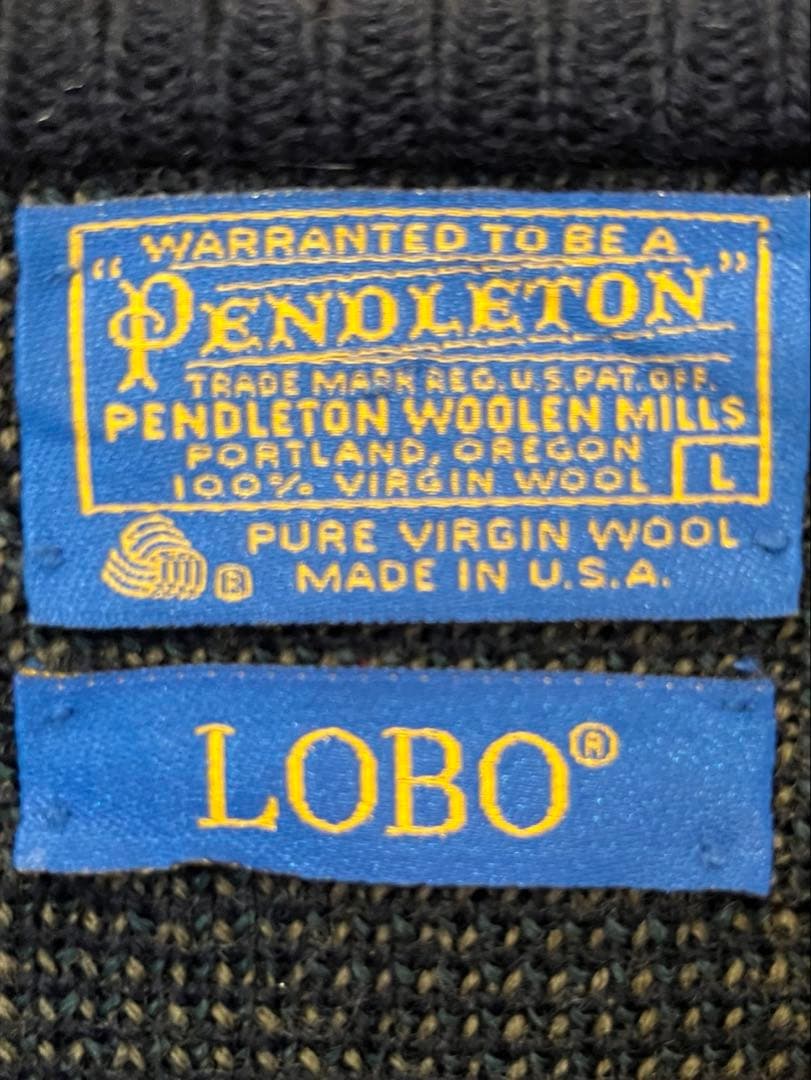 WARRANTED TO BE A
"PENDLETON"
TRADE MARK REG. U.S. PAT. OFF.
PENDLETON WOOLEN MILLS
PORTLAND, OREGON
100% VIRGIN WOOL L
PURE VIRGIN WOOL
® MADE IN U.S.A.
LOBO®